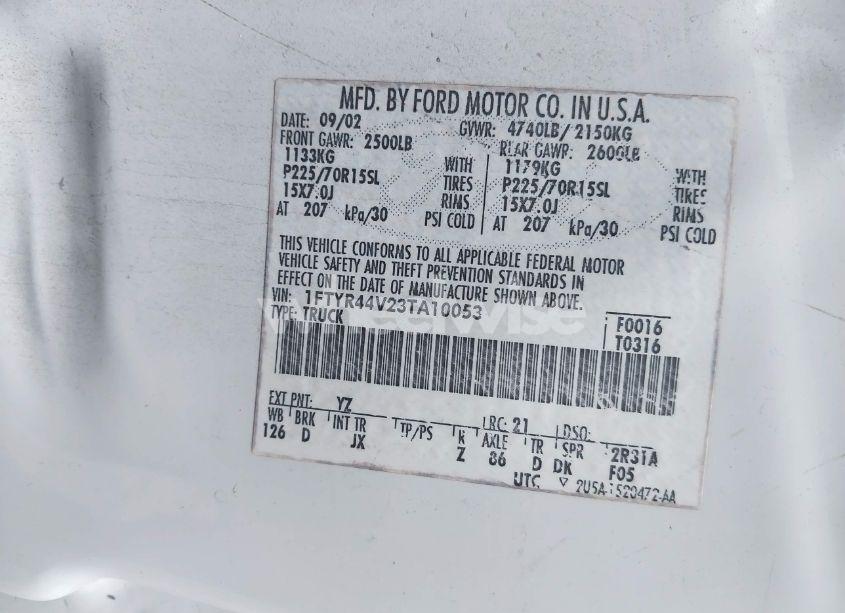 MFD. BY FORD MOTOR CO. IN U.S.A.
DATE: 09/02 GVWR: 4740LB/ 2150KG
FRONT GAWR: 2500LB REAR GAWR: 2600LB
1133KG WITH 1179KG WITH
P225/70R15SL TIRES P225/70R15SL TIRES
15X7.0J RIMS 15X7.0J RIMS
AT 207 kPa/30 PSI COLD AT 207 kPa/30 PSI COLD
THIS VEHICLE CONFORMS TO ALL APPLICABLE FEDERAL MOTOR
VEHICLE SAFETY AND THEFT PREVENTION STANDARDS IN
EFFECT ON THE DATE OF MANUFACTURE SHOWN ABOVE.
VIN: 1FTYR44V23TA10053 F0016
TYPE: TRUCK T0316
EXT PNT: YZ RC: 21 DSO:
WB BRK INT TR TP/PS R AXLE TR SPR 2R31A
126 D JX Z 86 D DK F05
UTC ▽ 2U5A-1520472-AA